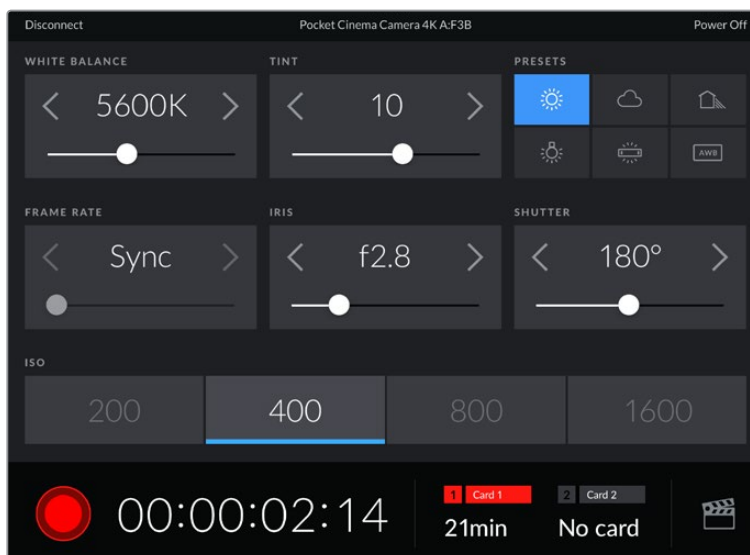 Disconnect Pocket Cinema Camera 4K A:F3B Power Off
WHITE BALANCE TINT PRESETS
5600K 10
AWB
FRAME RATE IRIS SHUTTER
Sync f2.8 180°
ISO
200 400 800 1600
00:00:02:14
1 Card 1 2 Card 2
21min No card